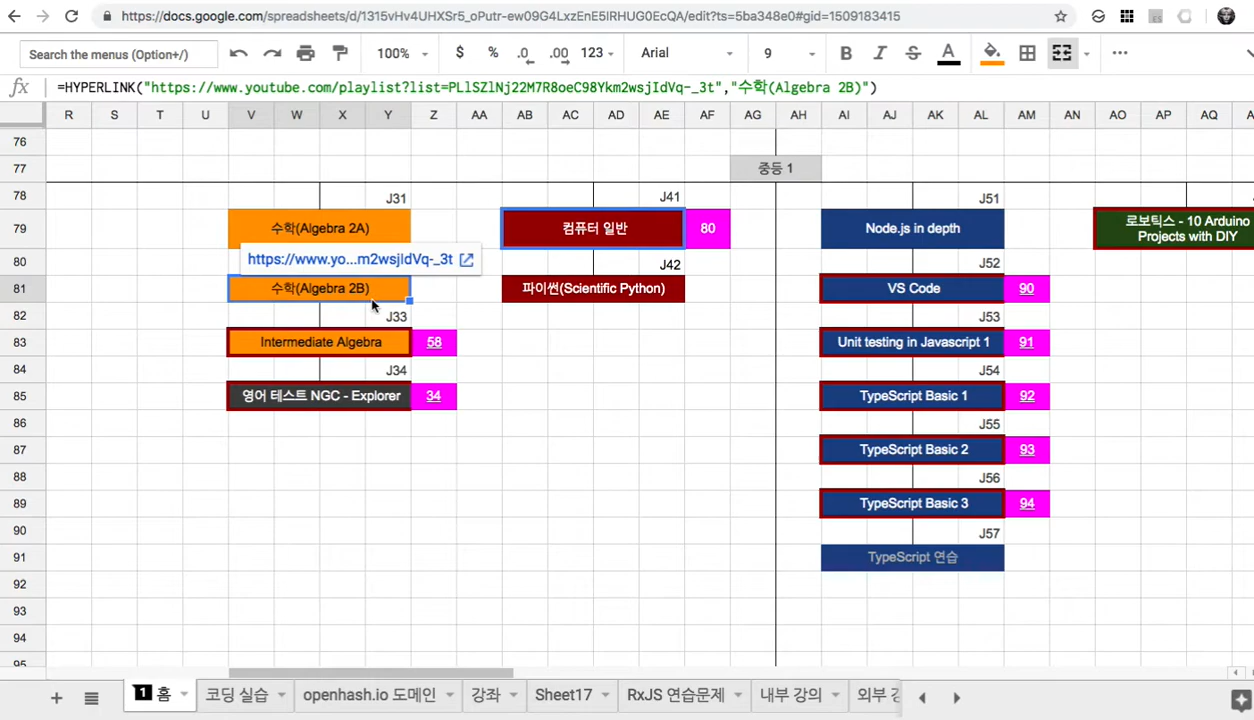 https://docs.google.com/spreadsheets/d/1315vHv4UHXSr5_oPutr-ew09G4LxzEnE5IRHUG0EcQA/edit?ts=5ba348e0#gid=1509183415
Search the menus (Option+/)
100%
$
%
.0
.00
123
Arial
9
B
I
S
A
fx
=HYPERLINK("https://www.youtube.com/playlist?list=PLlSZlNj22M7R8oeC98Ykm2wsjIdVq-_3t","수학(Algebra 2B)")
R S T U V W X Y Z AA AB AC AD AE AF AG AH AI AJ AK AL AM AN AO AP AQ
76
77 중등 1
78 J31 J41 J51
79 수학(Algebra 2A) 컴퓨터 일반 80 Node.js in depth 로보틱스 - 10 Arduino
Projects with DIY
https://www.yo...m2wsjIdVq-_3t
80 J42 J52
81 수학(Algebra 2B) 파이썬(Scientific Python) VS Code 90
82 J33 J53
83 Intermediate Algebra 58 Unit testing in Javascript 1 91
84 J34 J54
85 영어 테스트 NGC - Explorer 34 TypeScript Basic 1 92
86 J55
87 TypeScript Basic 2 93
88 J56
89 TypeScript Basic 3 94
90 J57
91 TypeScript 연습
92
93
94
95
1 홈
코딩 실습
openhash.io 도메인
강좌
Sheet17
RxJS 연습문제
내부 강의
외부